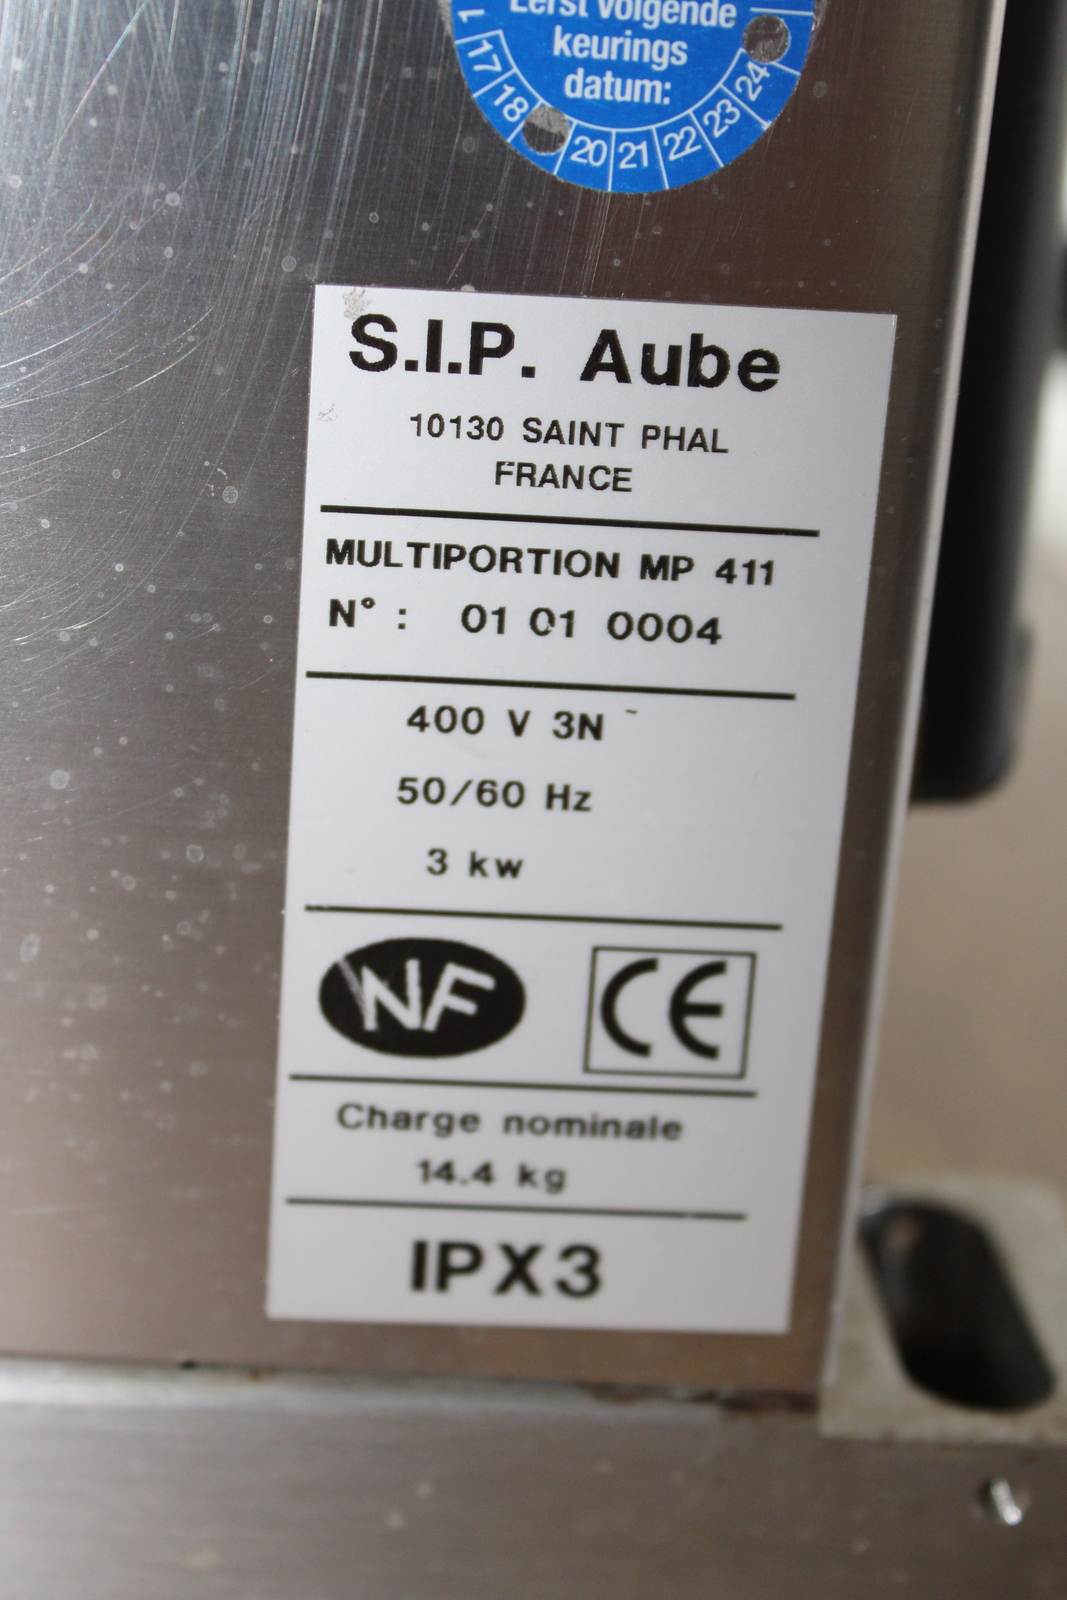 Eerst volgende
keurings
datum:
17 18 20 21 22 23 24
S.I.P. Aube
10130 SAINT PHAL
FRANCE
MULTIPORTION MP 411
N° : 01 01 0004
400 V 3N ~
50/60 Hz
3 kw
NF CE
Charge nominale
14.4 kg
IPX3